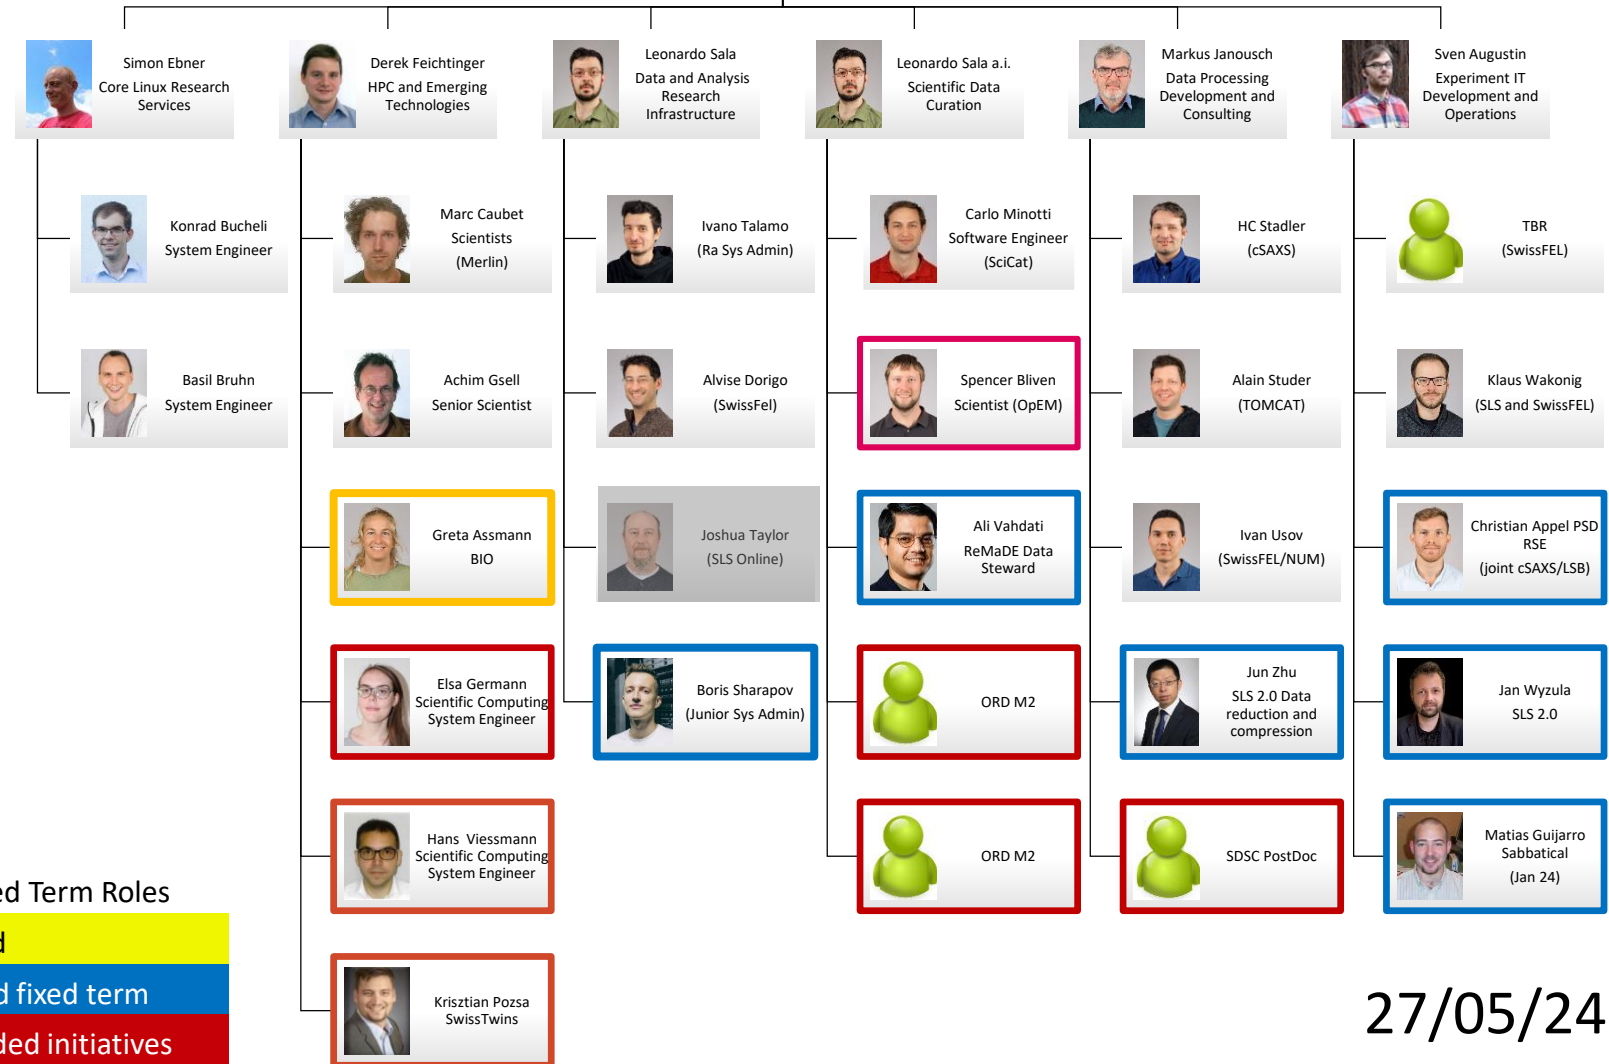 Simon Ebner
Core Linux Research
Services
Derek Feichtinger
HPC and Emerging
Technologies
Leonardo Sala
Data and Analysis
Research
Infrastructure
Leonardo Sala a.i.
Scientific Data
Curation
Markus Janousch
Data Processing
Development and
Consulting
Sven Augustin
Experiment IT
Development and
Operations
Konrad Bucheli
System Engineer
Marc Caubet
Scientists
(Merlin)
Ivano Talamo
(Ra Sys Admin)
Carlo Minotti
Software Engineer
(SciCat)
HC Stadler
(cSAXS)
TBR
(SwissFEL)
Basil Bruhn
System Engineer
Achim Gsell
Senior Scientist
Alvise Dorigo
(SwissFel)
Spencer Bliven
Scientist (OpEM)
Alain Studer
(TOMCAT)
Klaus Wakonig
(SLS and SwissFEL)
Greta Assmann
BIO
Joshua Taylor
(SLS Online)
Ali Vahdati
ReMaDE Data
Steward
Ivan Usov
(SwissFEL/NUM)
Christian Appel PSD
RSE
(joint cSAXS/LSB)
Elsa Germann
Scientific Computing
System Engineer
Boris Sharapov
(Junior Sys Admin)
ORD M2
Jun Zhu
SLS 2.0 Data
reduction and
compression
Jan Wyzula
SLS 2.0
Hans Viessmann
Scientific Computing
System Engineer
ORD M2
SDSC PostDoc
Matias Guijarro
Sabbatical
(Jan 24)
Krisztian Pozsa
SwissTwins
ed Term Roles
d
d fixed term
ded initiatives
27/05/24